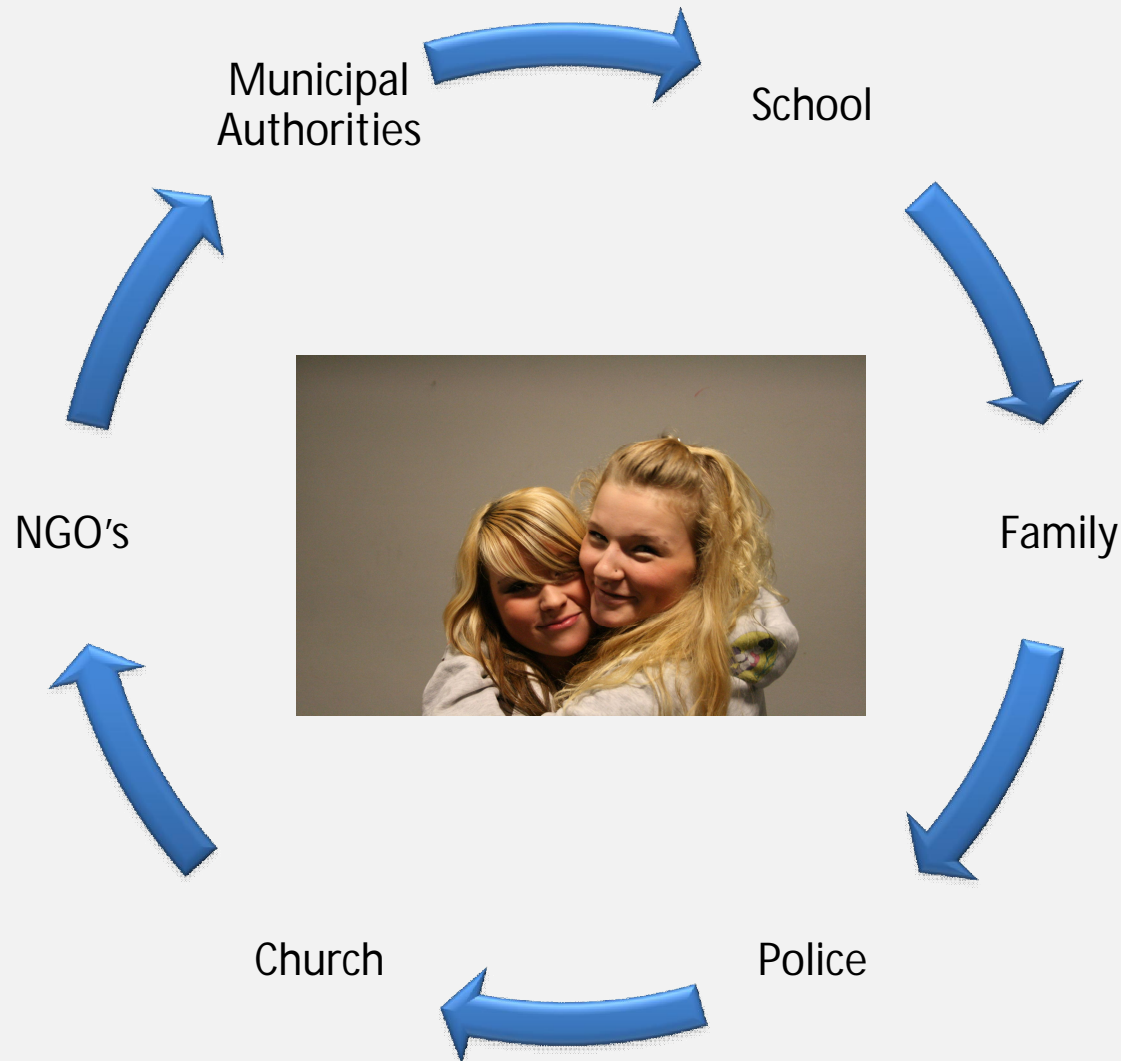 Municipal
Authorities
School
Family
Police
Church
NGO's